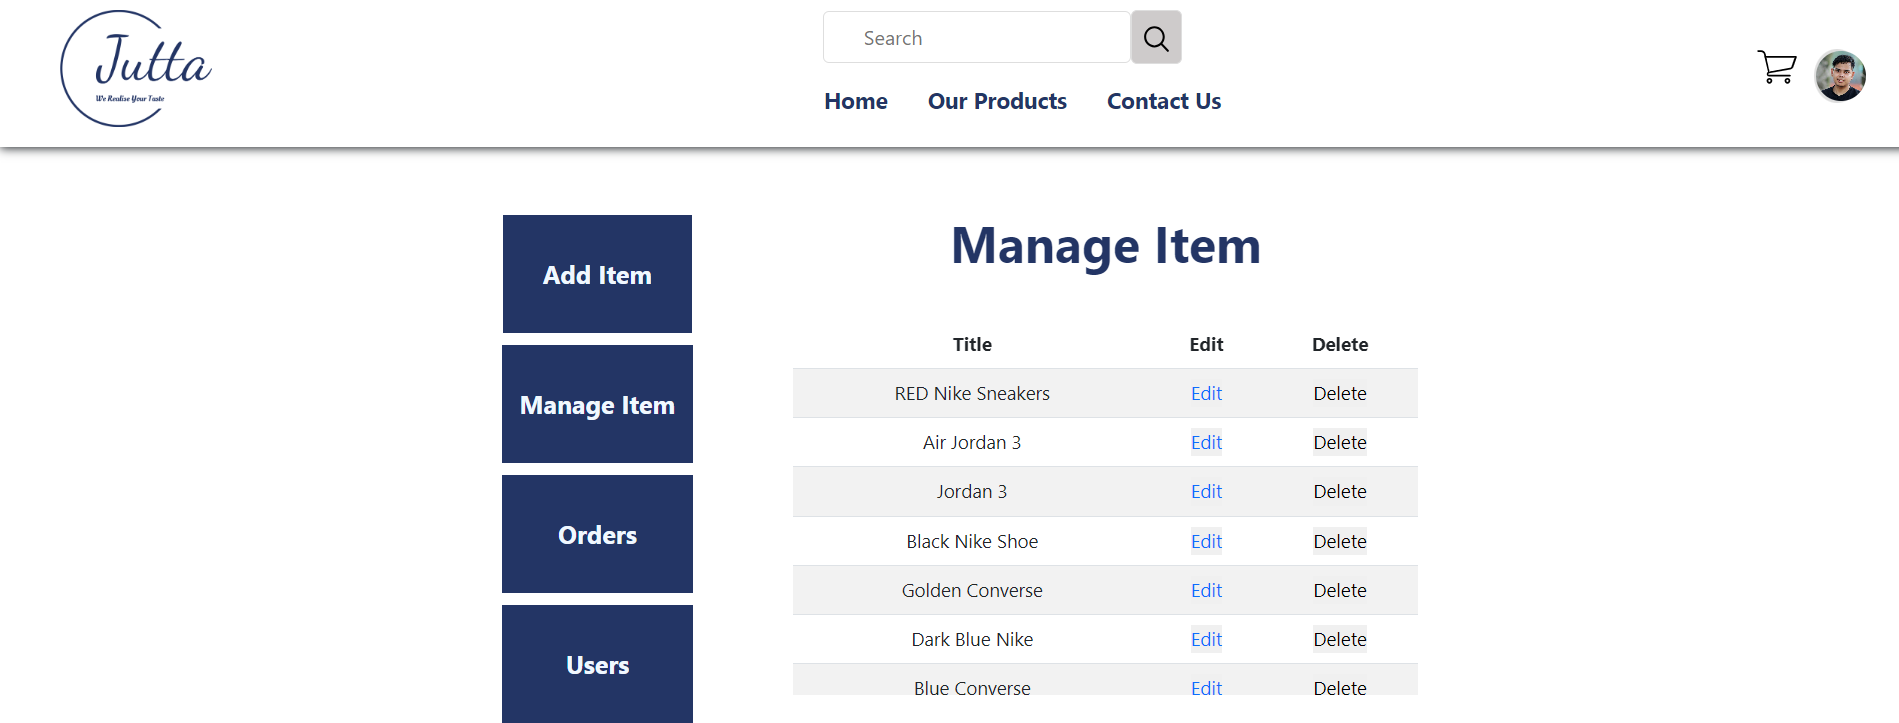 Jutta
We Realise Your Taste
Search
Home Our Products Contact Us
Add Item
Manage Item
Orders
Users
Manage Item
Title Edit Delete
RED Nike Sneakers Edit Delete
Air Jordan 3 Edit Delete
Jordan 3 Edit Delete
Black Nike Shoe Edit Delete
Golden Converse Edit Delete
Dark Blue Nike Edit Delete
Blue Converse Edit Delete